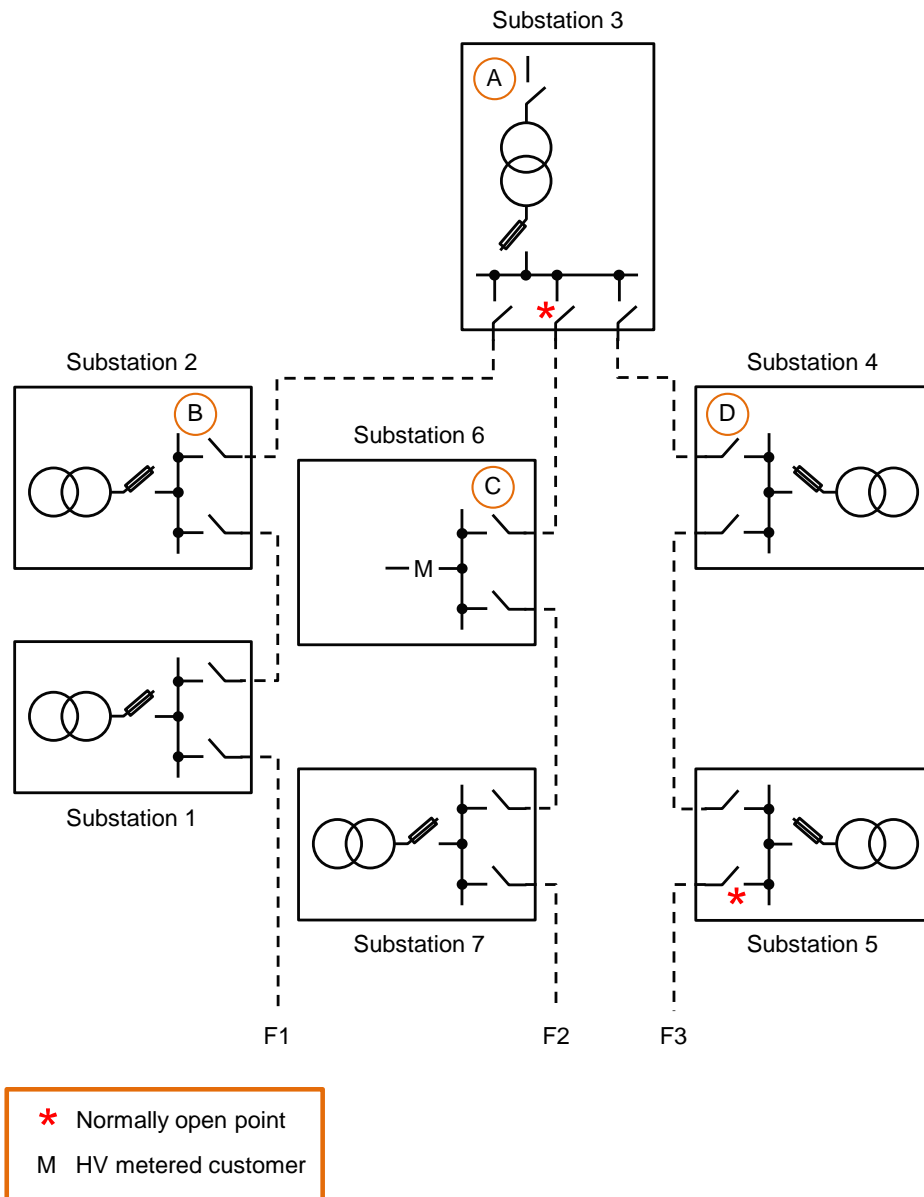 Substation 3
A
*
Substation 2
Substation 4
B
D
Substation 6
C
M
Substation 1
*
Substation 7
Substation 5
F1
F2
F3
* Normally open point
M HV metered customer